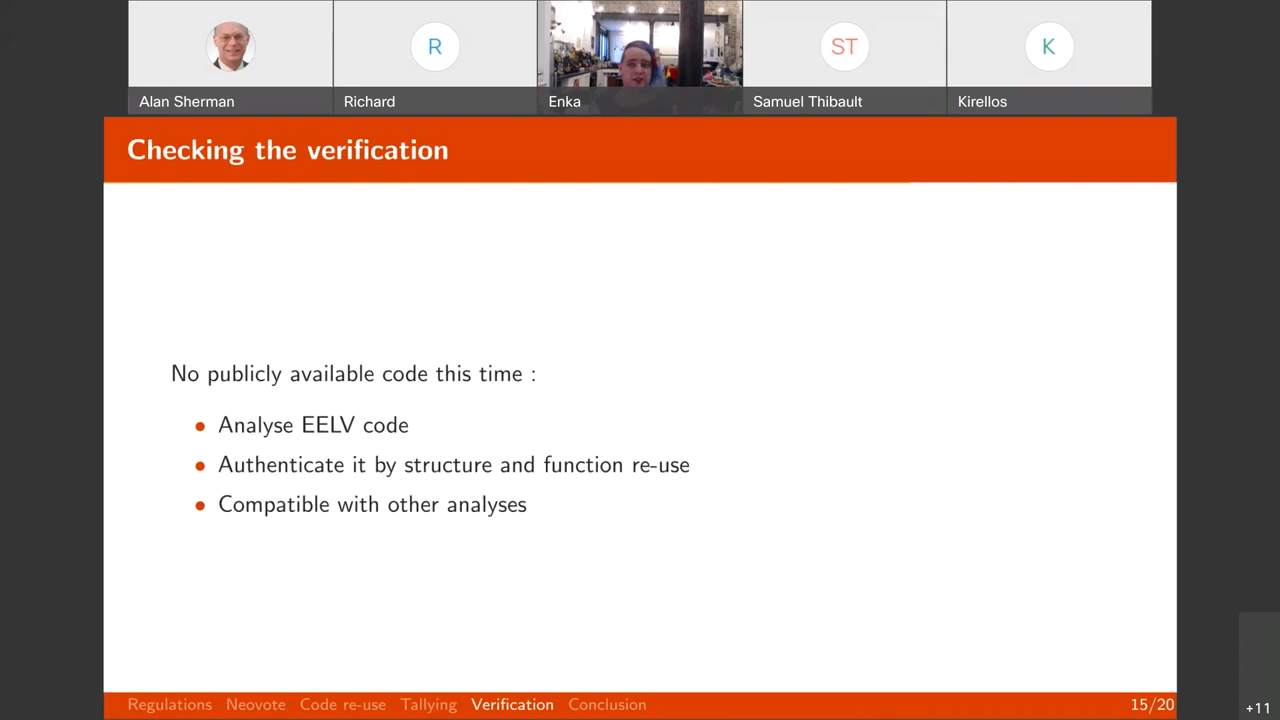 R
ST
K
Alan Sherman
Richard
Enka
Samuel Thibault
Kirellos
Checking the verification
No publicly available code this time :
• Analyse EELV code
• Authenticate it by structure and function re-use
• Compatible with other analyses
Regulations Neovote Code re-use Tallying Verification Conclusion 15/20
+11